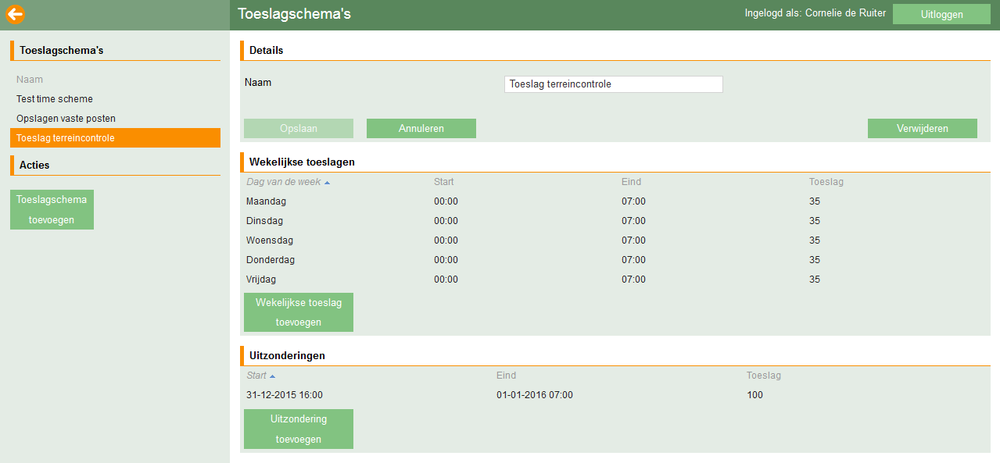 Toeslagschema's
Ingelogd als: Cornelie de Ruiter
Uitloggen
Toeslagschema's
Naam
Test time scheme
Opslagen vaste posten
Toeslag terreincontrole
Acties
Toeslagschema
toevoegen
Details
Naam
Toeslag terreincontrole
Opslaan
Annuleren
Verwijderen
Wekelijkse toeslagen
Dag van de week Start Eind Toeslag
Maandag 00:00 07:00 35
Dinsdag 00:00 07:00 35
Woensdag 00:00 07:00 35
Donderdag 00:00 07:00 35
Vrijdag 00:00 07:00 35
Wekelijkse toeslag
toevoegen
Uitzonderingen
Start Eind Toeslag
31-12-2015 16:00 01-01-2016 07:00 100
Uitzondering
toevoegen